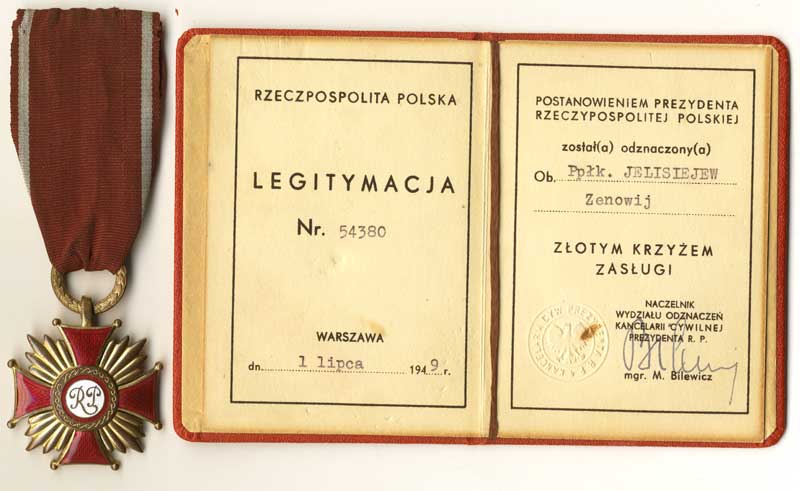 RP
RZECZPOSPOLITA POLSKA
LEGITYMACJA
Nr. 54380
WARSZAWA
dn. 1 lipca 1949 r.
POSTANOWIENIEM PREZYDENTA
RZECZYPOSPOLITEJ POLSKIEJ
został(a) odznaczony(a)
Ob. Ppłk. JELISIEJEW
Zenowij
ZŁOTYM KRZYŻEM
ZASŁUGI
NACZELNIK
WYDZIAŁU ODZNACZEŃ
KANCELARII CYWILNEJ
PREZYDENTA R. P.
mgr. M. Bilewicz